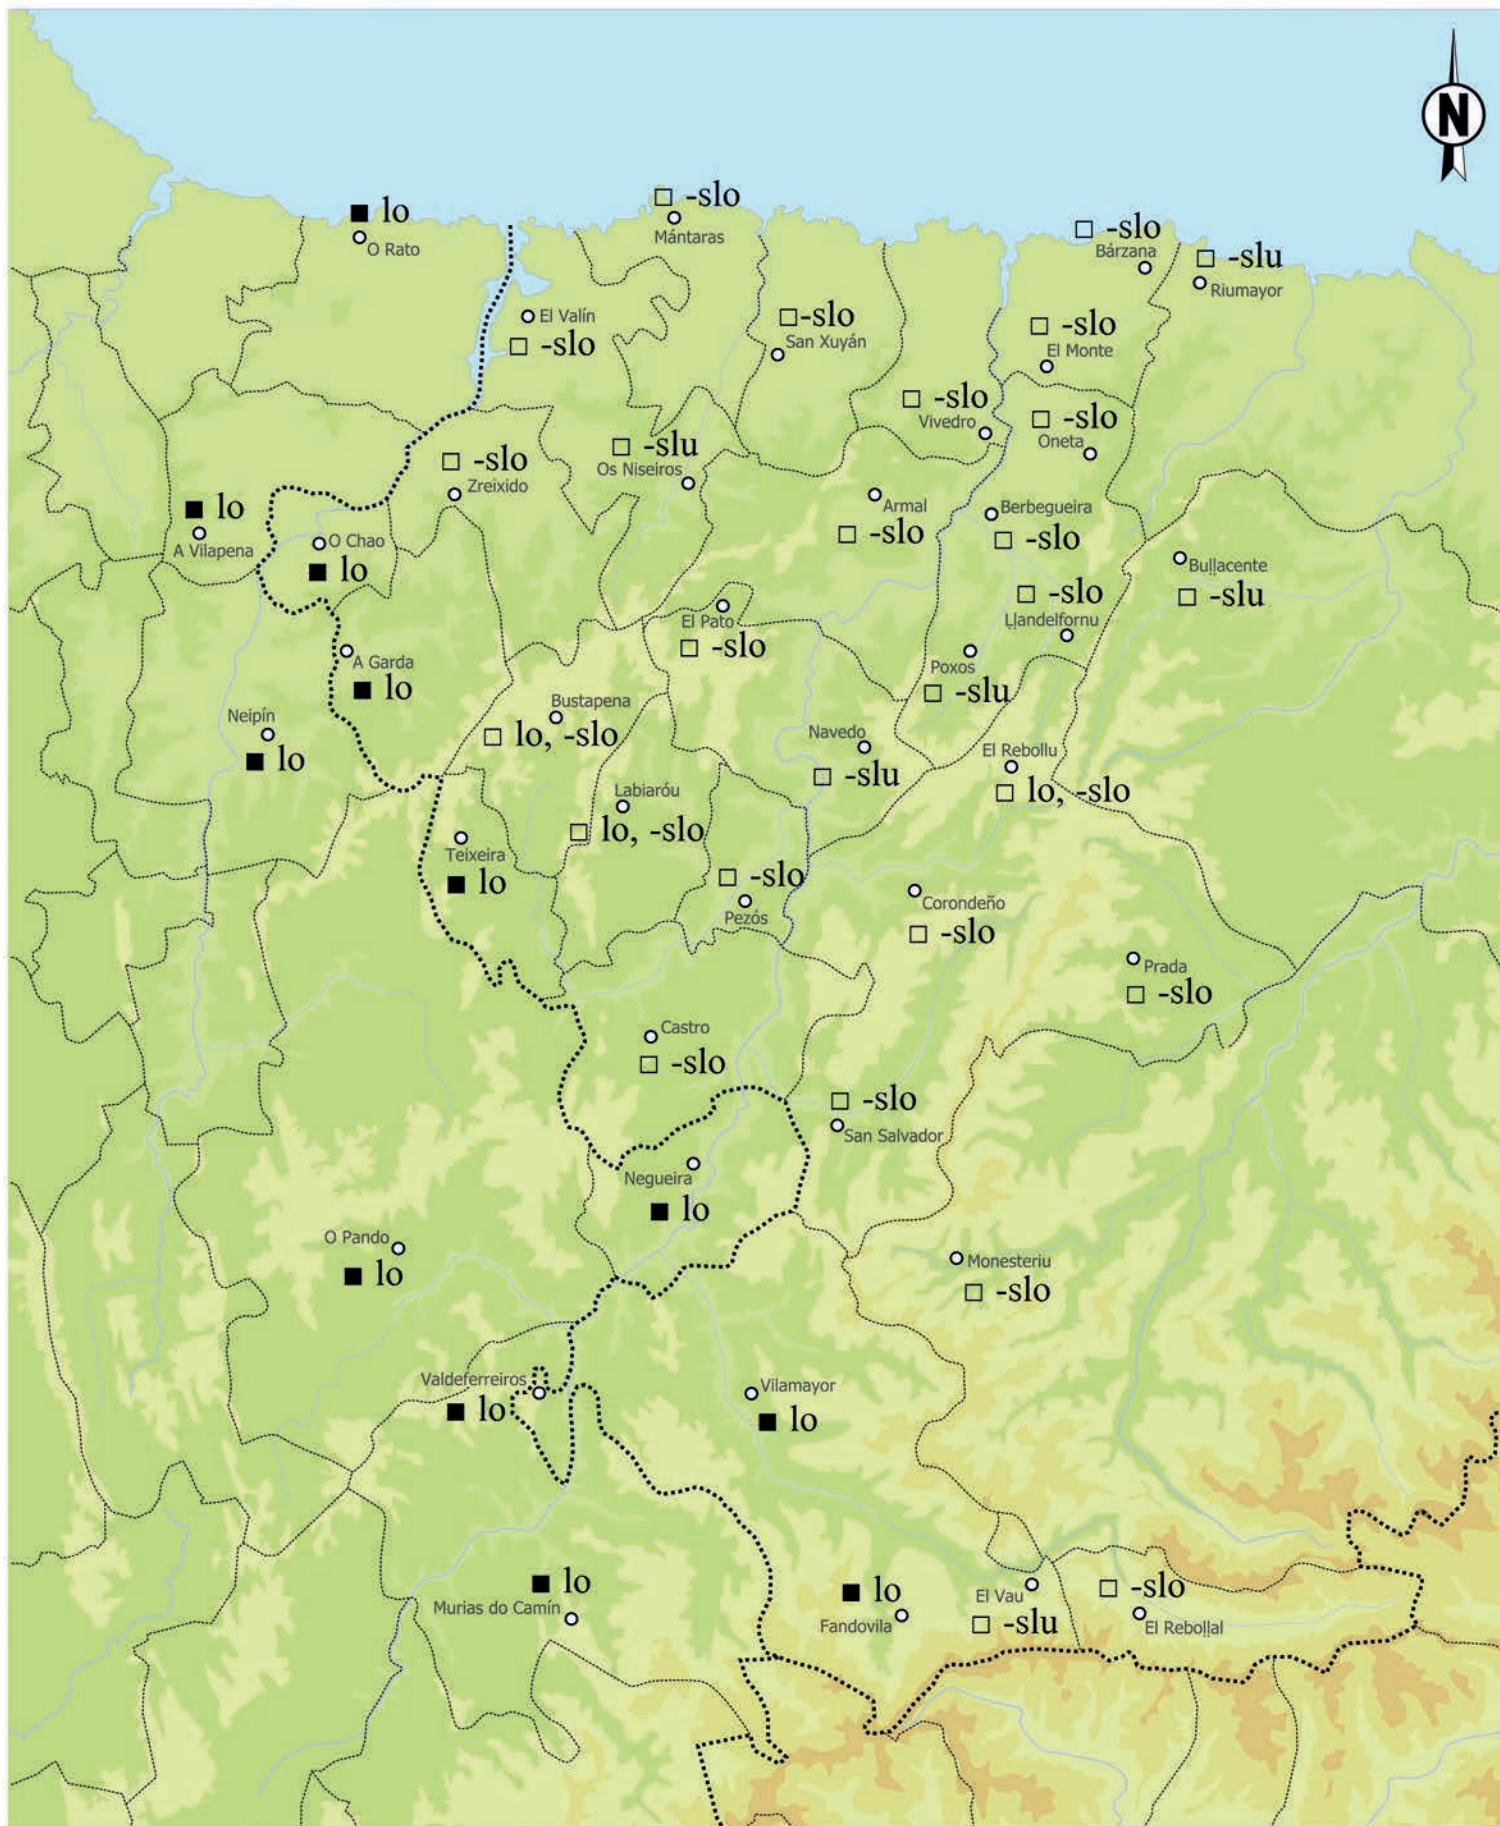 N
■ lo
O Rato
□ -slo
Mántaras
□ -slo
Bárzana
□ -slu
Riumayor
El Valín
□ -slo
□-slo
San Xuyán
□ -slo
El Monte
□ -slo
Vivedro
□ -slo
Oneta
□ -slo
Zreixido
□ -slu
Os Niseiros
■ lo
A Vilapena
O Chao
■ lo
Armal
□ -slo
Berbegueira
□ -slo
Buḷḷacente
□ -slu
□ -slo
Ḷḷandelfornu
El Pato
□ -slo
A Garda
■ lo
Poxos
□ -slu
Neipín
■ lo
Bustapena
□ lo, -slo
Navedo
□ -slu
El Rebollu
□ lo, -slo
Labiaróu
□ lo, -slo
Teixeira
■ lo
□ -slo
Pezós
Corondeño
□ -slo
Prada
□ -slo
Castro
□ -slo
□ -slo
San Salvador
Negueira
■ lo
O Pando
■ lo
Monesteriu
□ -slo
Valdeferreiros
■ lo
Vilamayor
■ lo
■ lo
Murias do Camín
■ lo
Fandovila
El Vau
□ -slu
□ -slo
El Reboḷḷal